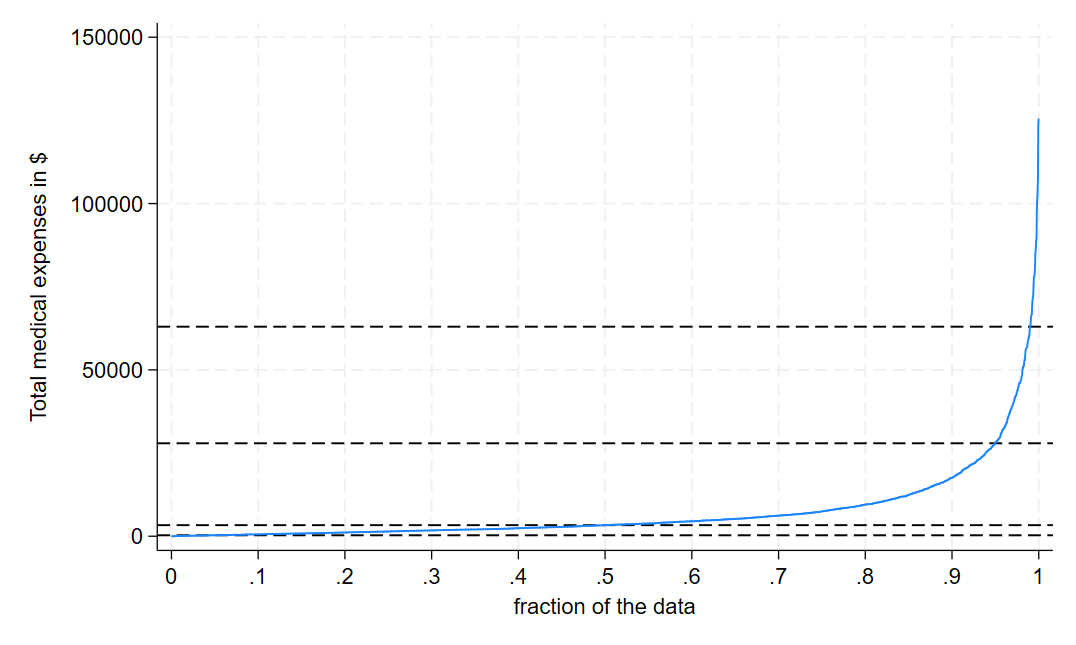 150000
100000
50000
0
Total medical expenses in $
0 .1 .2 .3 .4 .5 .6 .7 .8 .9 1
fraction of the data